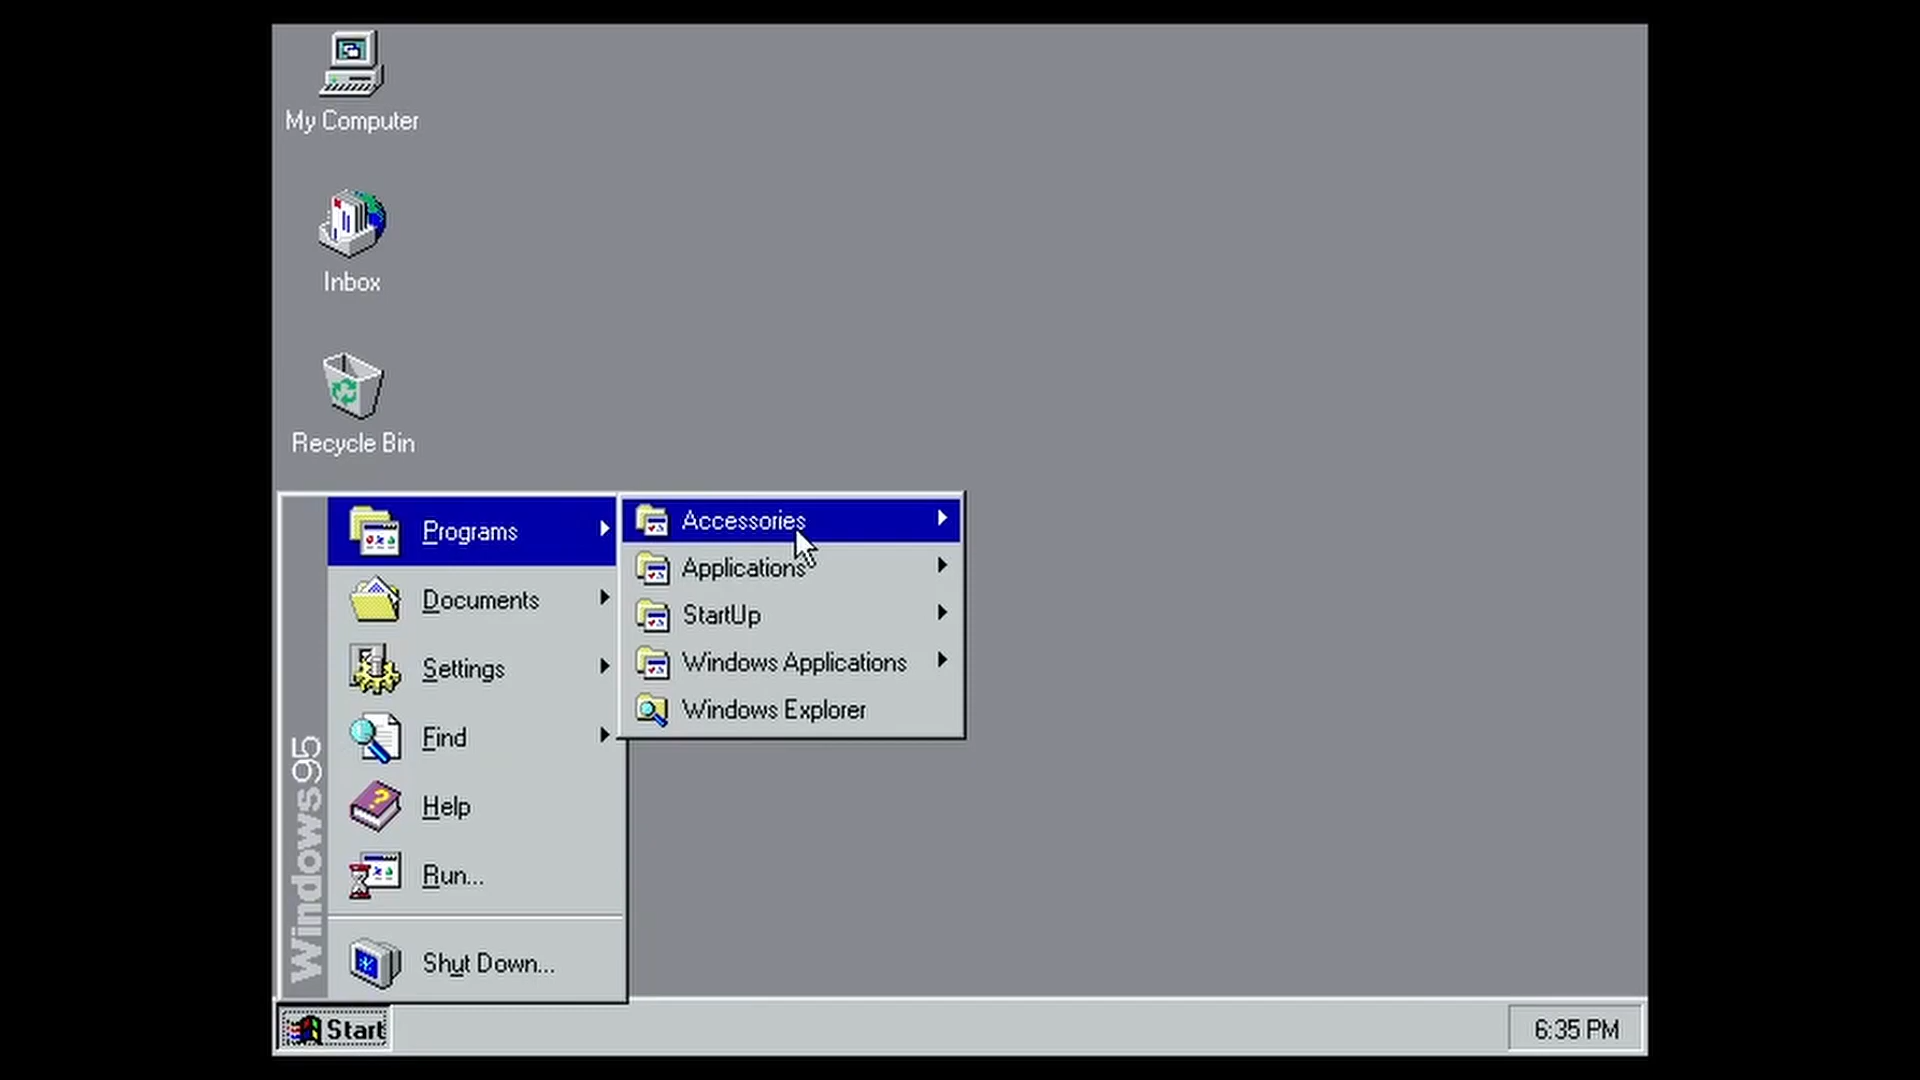 My Computer
Inbox
Recycle Bin
Programs
Documents
Settings
Find
Help
Run...
Shut Down...
Windows95
Accessories
Applications
StartUp
Windows Applications
Windows Explorer
Start
6:35 PM